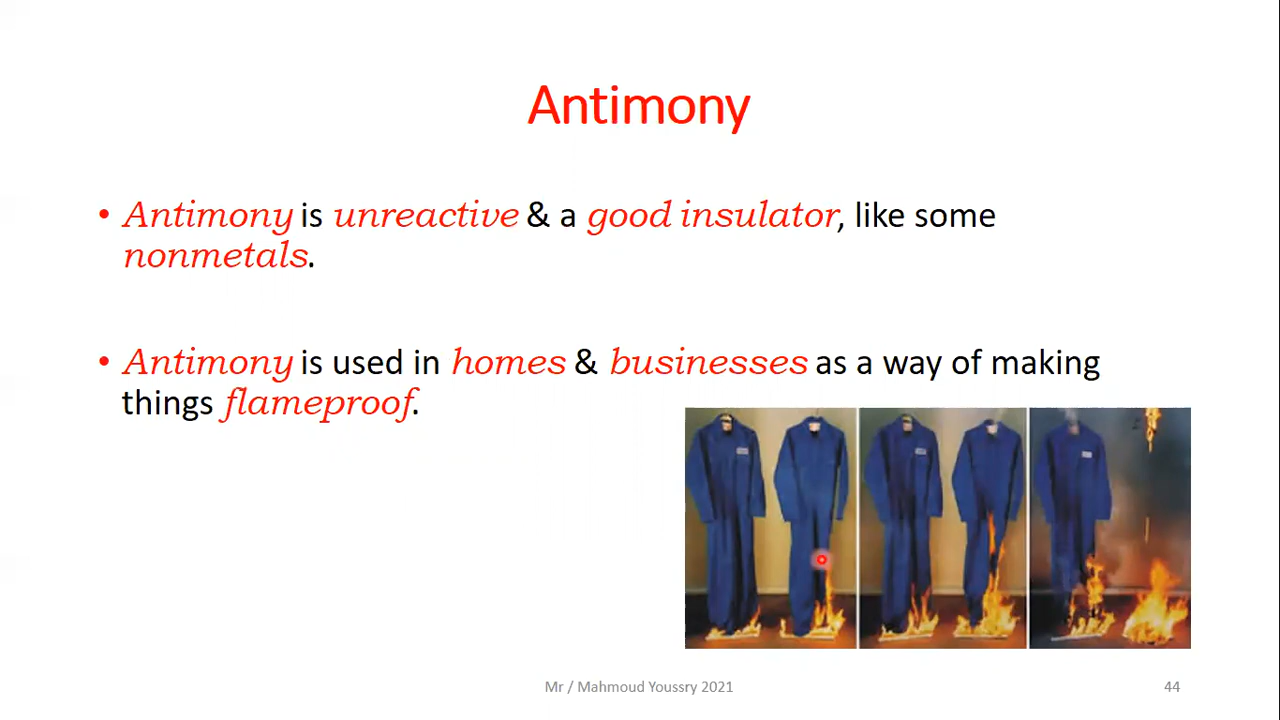 Antimony
• Antimony is unreactive & a good insulator, like some
nonmetals.
• Antimony is used in homes & businesses as a way of making
things flameproof.
Mr / Mahmoud Youssry 2021
44